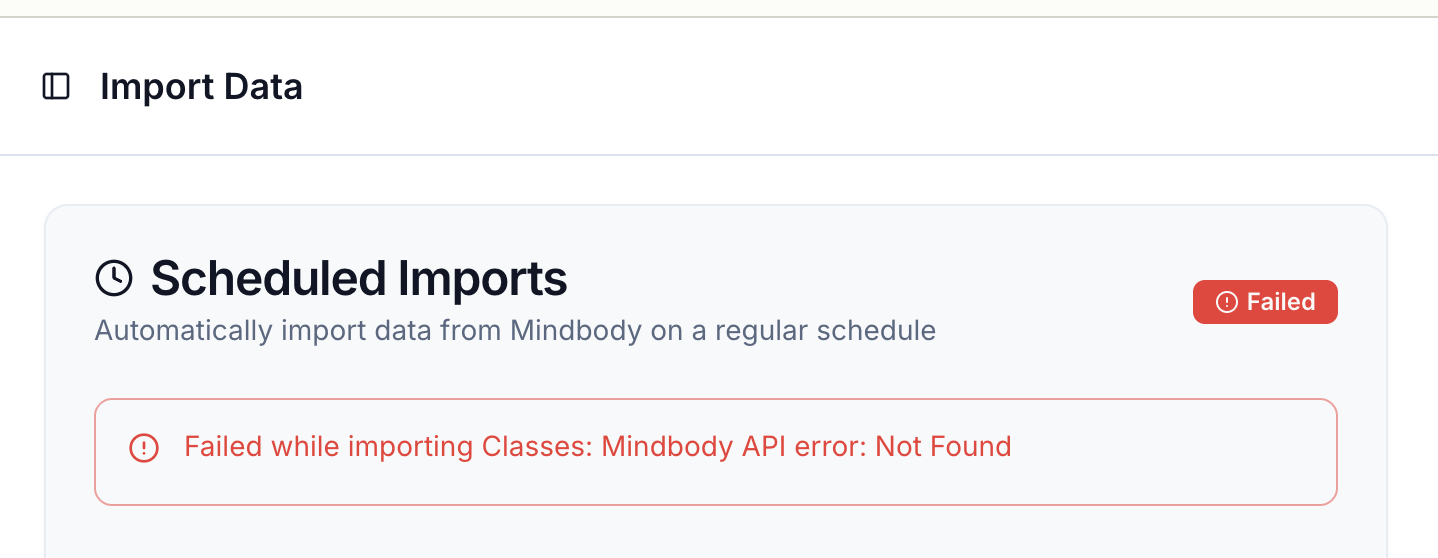 Import Data
Scheduled Imports
Failed
Automatically import data from Mindbody on a regular schedule
Failed while importing Classes: Mindbody API error: Not Found